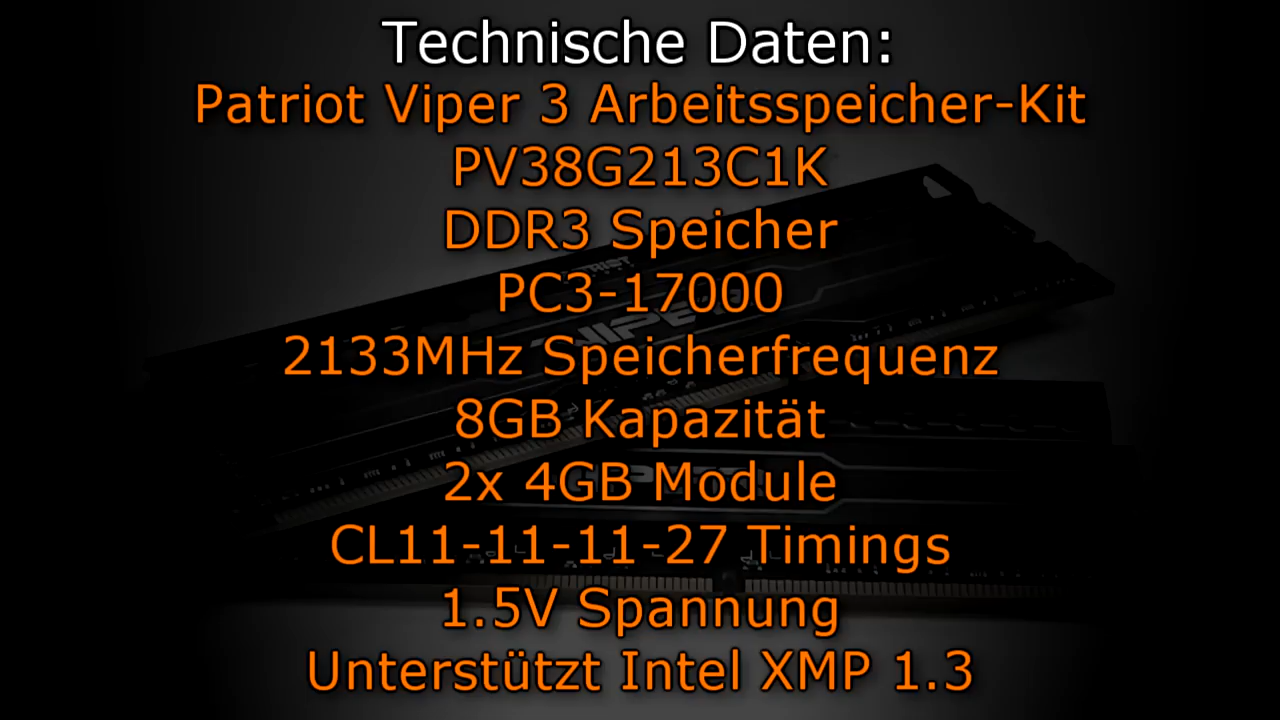 Technische Daten:
Patriot Viper 3 Arbeitsspeicher-Kit
PV38G213C1K
DDR3 Speicher
PC3-17000
2133MHz Speicherfrequenz
8GB Kapazität
2x 4GB Module
CL11-11-11-27 Timings
1.5V Spannung
Unterstützt Intel XMP 1.3